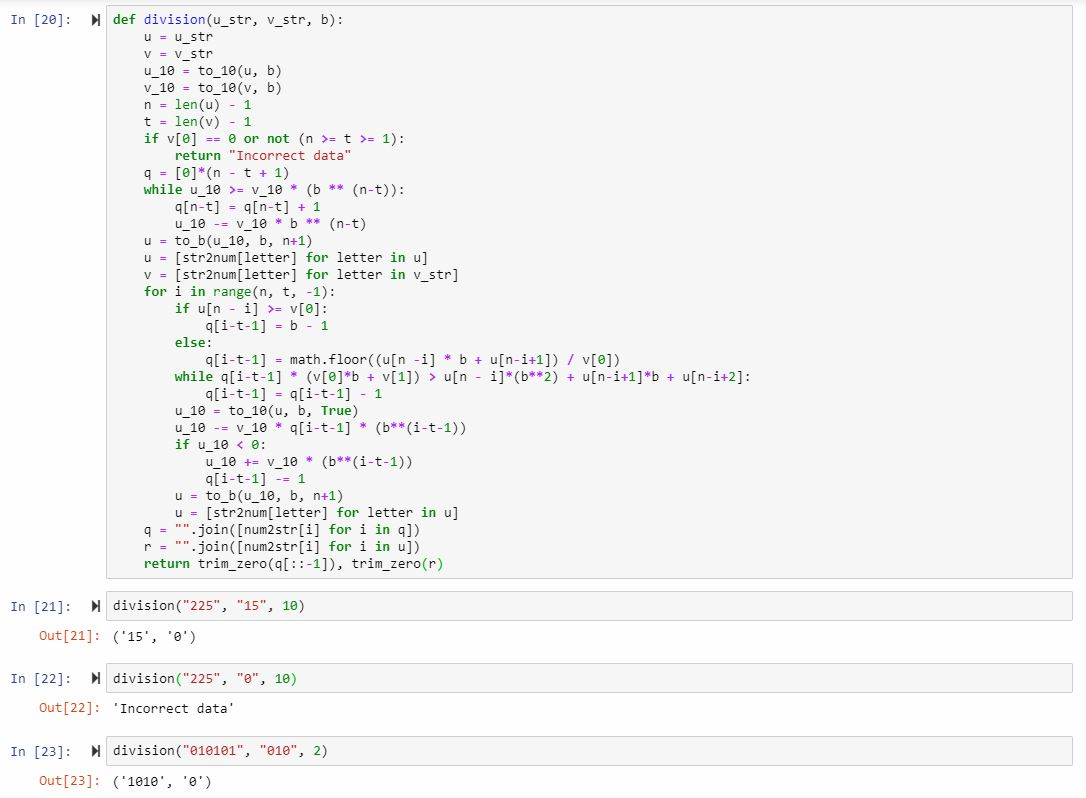 In [20]:
def division(u_str, v_str, b):
    u = u_str
    v = v_str
    u_10 = to_10(u, b)
    v_10 = to_10(v, b)
    n = len(u) - 1
    t = len(v) - 1
    if v[0] == 0 or not (n >= t >= 1):
        return "Incorrect data"
    q = [0]*(n - t + 1)
    while u_10 >= v_10 * (b ** (n-t)):
        q[n-t] = q[n-t] + 1
        u_10 -= v_10 * b ** (n-t)
    u = to_b(u_10, b, n+1)
    u = [str2num[letter] for letter in u]
    v = [str2num[letter] for letter in v_str]
    for i in range(n, t, -1):
        if u[n - i] >= v[0]:
            q[i-t-1] = b - 1
        else:
            q[i-t-1] = math.floor((u[n -i] * b + u[n-i+1]) / v[0])
        while q[i-t-1] * (v[0]*b + v[1]) > u[n - i]*(b**2) + u[n-i+1]*b + u[n-i+2]:
            q[i-t-1] = q[i-t-1] - 1
        u_10 = to_10(u, b, True)
        u_10 -= v_10 * q[i-t-1] * (b**(i-t-1))
        if u_10 < 0:
            u_10 += v_10 * (b**(i-t-1))
            q[i-t-1] -= 1
        u = to_b(u_10, b, n+1)
        u = [str2num[letter] for letter in u]
    q = "".join([num2str[i] for i in q])
    r = "".join([num2str[i] for i in u])
    return trim_zero(q[::-1]), trim_zero(r)
In [21]:
division("225", "15", 10)
Out[21]: ('15', '0')
In [22]:
division("225", "0", 10)
Out[22]: 'Incorrect data'
In [23]:
division("010101", "010", 2)
Out[23]: ('1010', '0')